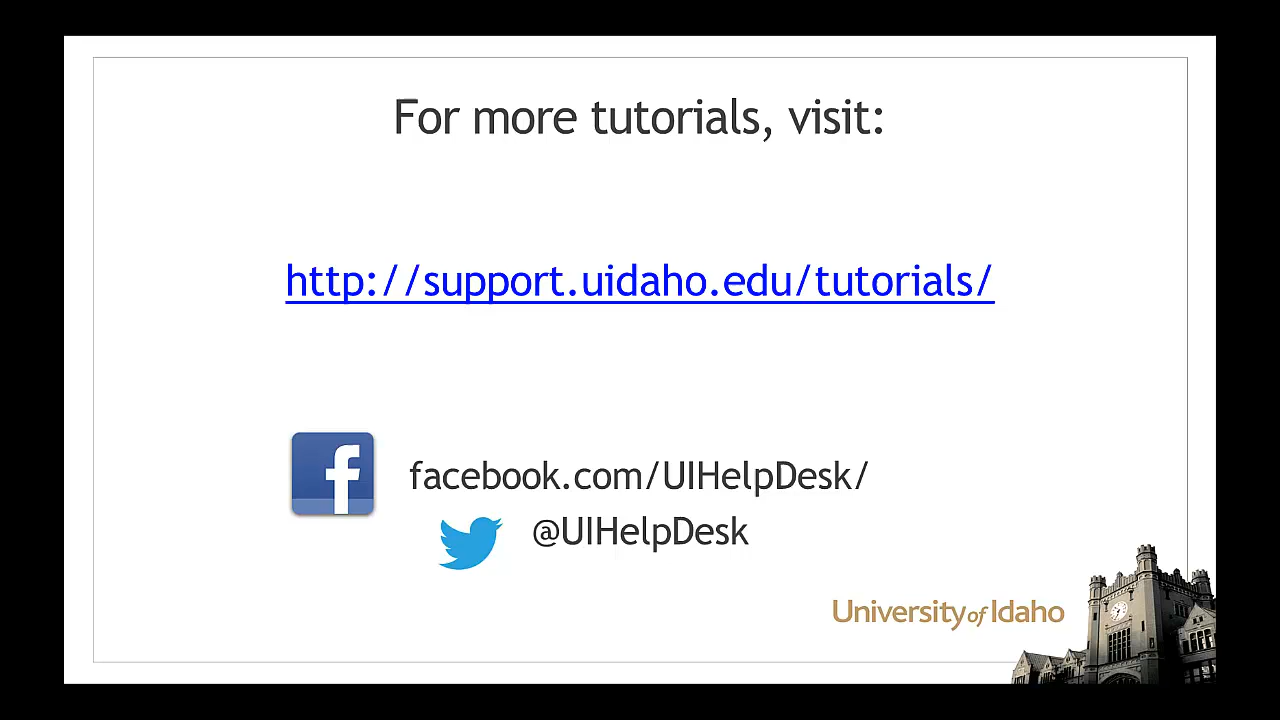 For more tutorials, visit:
http://support.uidaho.edu/tutorials/
facebook.com/UIHelpDesk/
@UIHelpDesk
University of Idaho